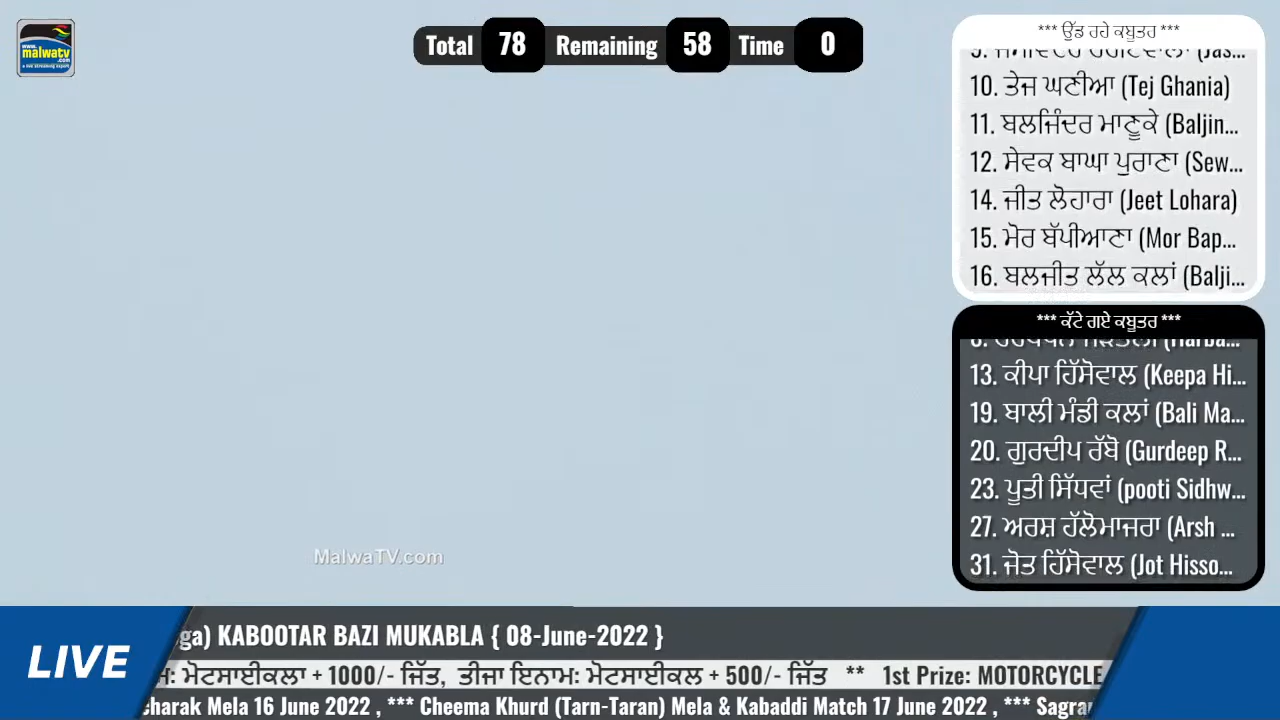 www.
malwatv
.com
Total 78 Remaining 58 Time 0
*** ਉੱਡ ਰਹੇ ਕਬੂਤਰ ***
10. ਤੇਜ ਘਣੀਆ (Tej Ghania)
11. ਬਲਜਿੰਦਰ ਮਾਣੂਕੇ (Baljin...
12. ਸੇਵਕ ਬਾਘਾ ਪੁਰਾਣਾ (Sew...
14. ਜੀਤ ਲੋਹਾਰਾ (Jeet Lohara)
15. ਮੋਰ ਬੱਪੀਆਣਾ (Mor Bap...
16. ਬਲਜੀਤ ਲੱਲ ਕਲਾਂ (Balji...
*** ਕੱਟੇ ਗਏ ਕਬੂਤਰ ***
13. ਕੀਪਾ ਹਿੱਸੋਵਾਲ (Keepa Hi...
19. ਬਾਲੀ ਮੰਡੀ ਕਲਾਂ (Bali Ma...
20. ਗੁਰਦੀਪ ਰੱਬੋ (Gurdeep R...
23. ਪੂਤੀ ਸਿੱਧਵਾਂ (pooti Sidhw...
27. ਅਰਸ਼ ਹੱਲੋਮਾਜਰਾ (Arsh ...
31. ਜੋਤ ਹਿੱਸੋਵਾਲ (Jot Hisso...
MalwaTV.com
LIVE
ga) KABOOTAR BAZI MUKABLA { 08-June-2022 }
ਮੋਟਸਾਈਕਲਾ + 1000/- ਜਿੱਤ, ਤੀਜਾ ਇਨਾਮ: ਮੋਟਸਾਈਕਲ + 500/- ਜਿੱਤ ** 1st Prize: MOTORCYCLE
charak Mela 16 June 2022 , *** Cheema Khurd (Tarn-Taran) Mela & Kabaddi Match 17 June 2022 , *** Sagra